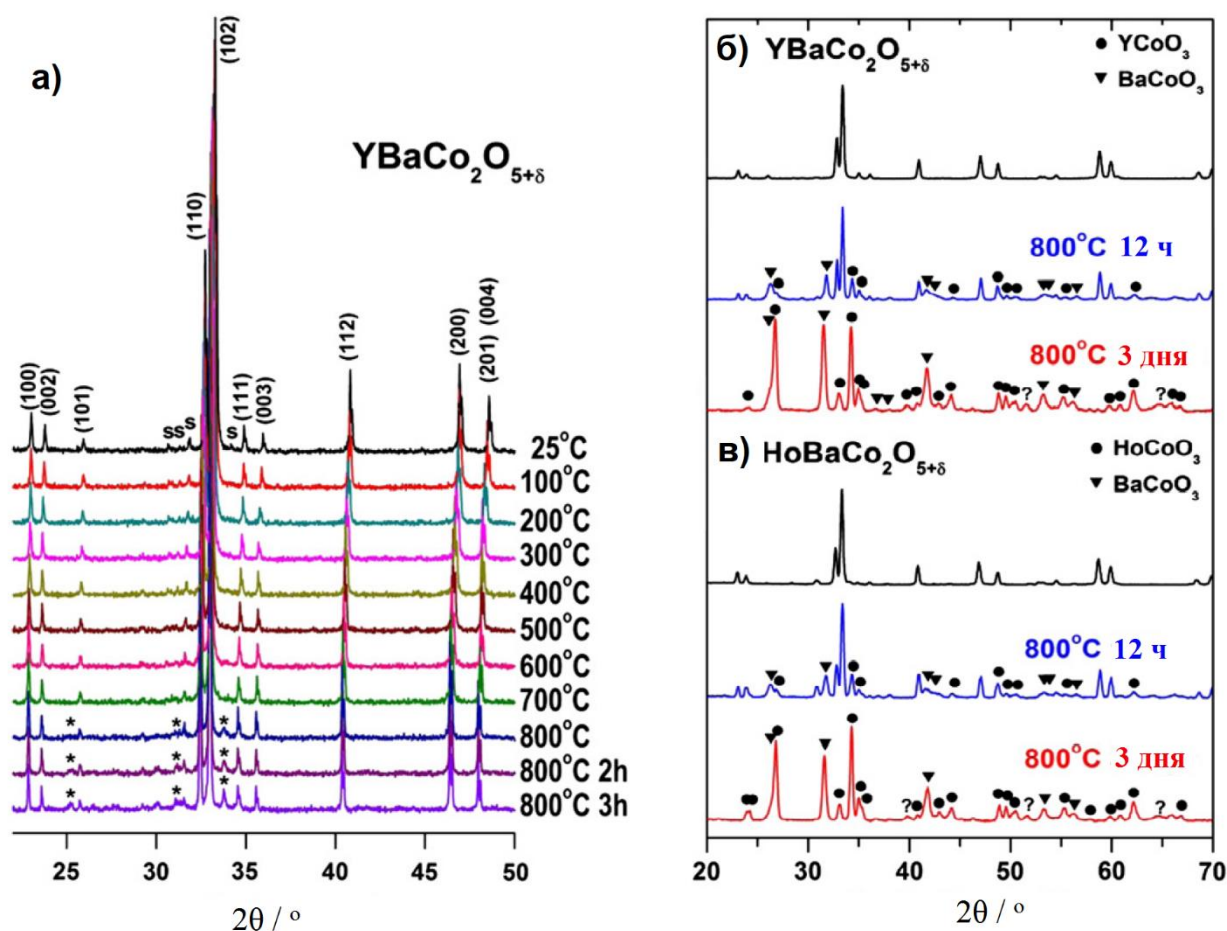 а)
YBaCo₂O₅₊δ
(100)
(002)
(101)
s s s
(110)
(102)
s
(111)
(003)
(112)
(200)
(201) (004)
25°C
100°C
200°C
300°C
400°C
500°C
600°C
700°C
* * * 800°C
* * * 800°C 2h
* * * 800°C 3h
25 30 35 40 45 50
2θ / °
б) YBaCo₂O₅₊δ
● YCoO₃
▼ BaCoO₃
800°C 12 ч
800°C 3 дня
? ?
в) HoBaCo₂O₅₊δ
● HoCoO₃
▼ BaCoO₃
800°C 12 ч
800°C 3 дня
? ? ?
20 30 40 50 60 70
2θ / °